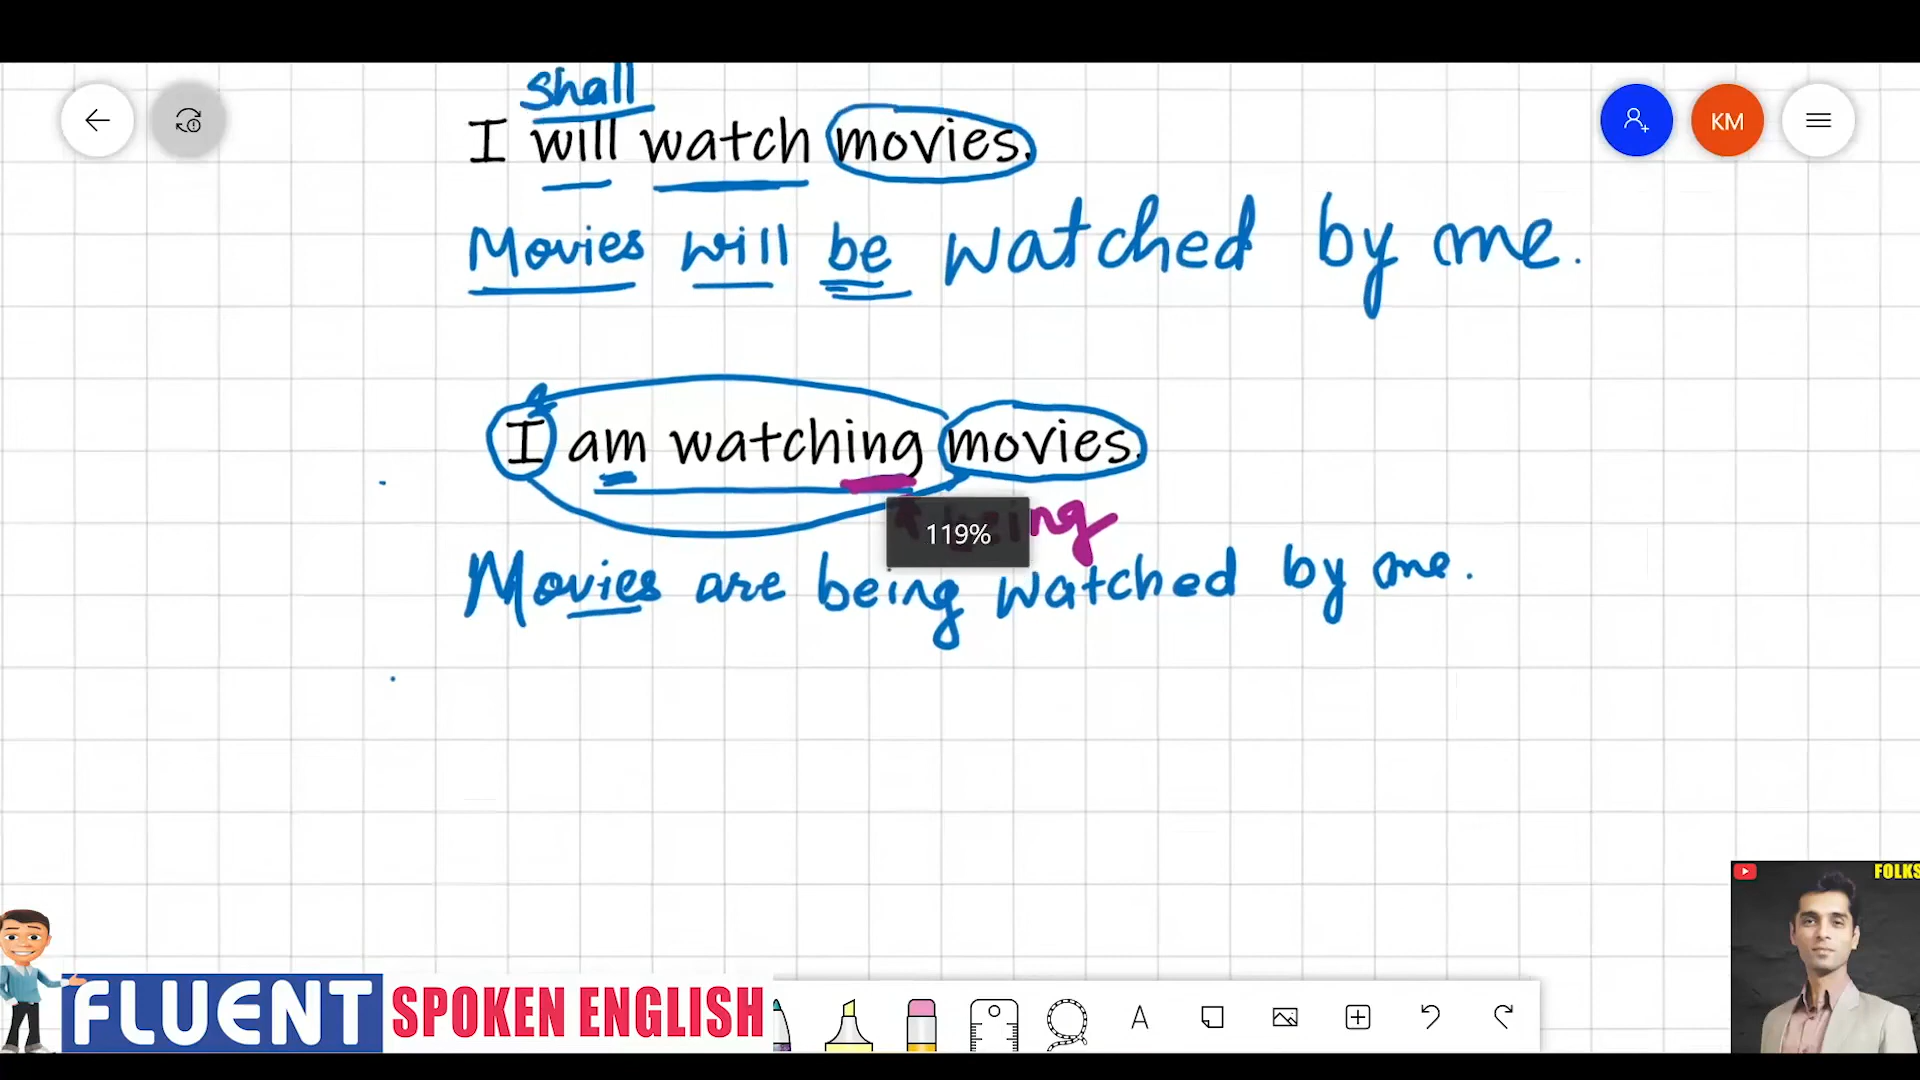 shall
I will watch movies.
KM
Movies will be watched by me.
I am watching movies.
being
119%
Movies are being watched by me.
FOLKS
FLUENT SPOKEN ENGLISH
A